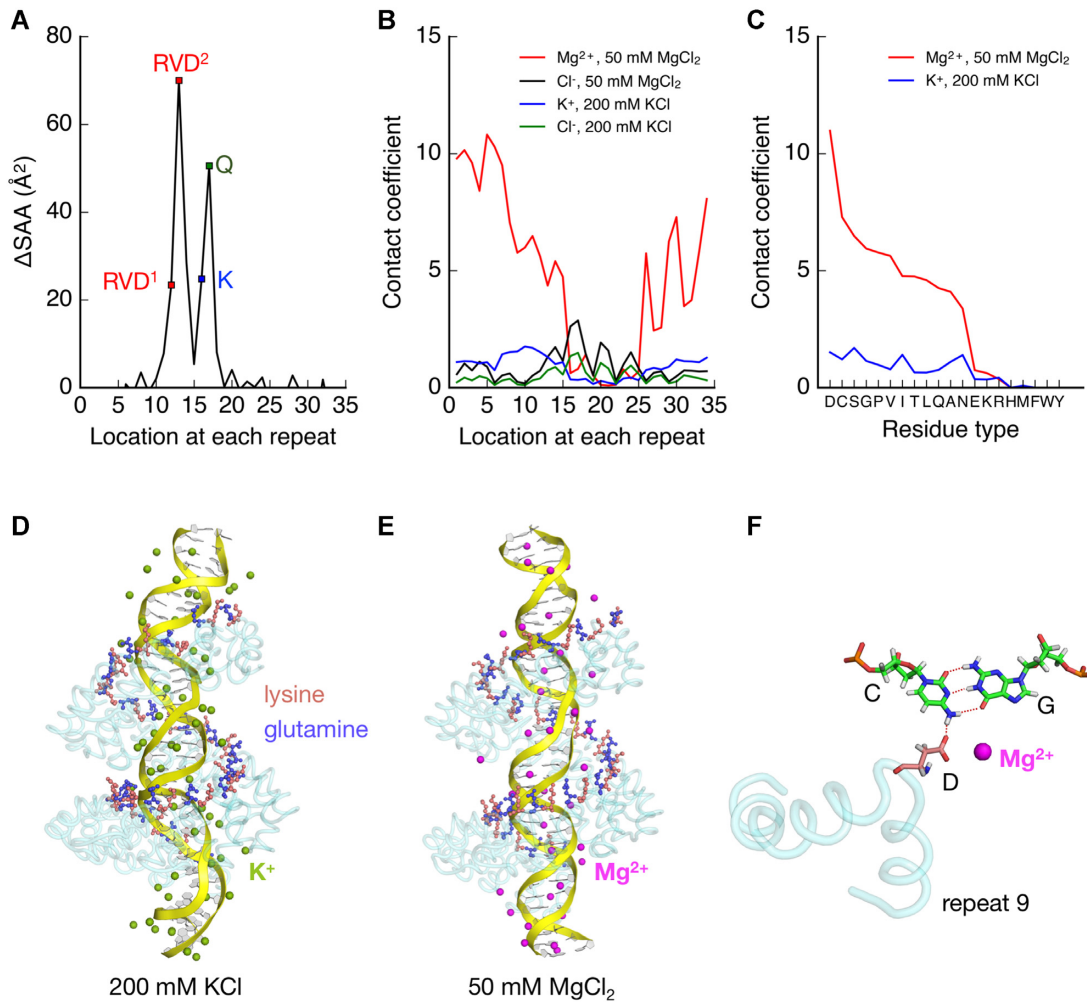 A
ΔSAA (Å²)
80
60
40
20
0
0 5 10 15 20 25 30 35
Location at each repeat
RVD²
Q
RVD¹
K
B
Contact coefficient
15
10
5
0
0 5 10 15 20 25 30 35
Location at each repeat
Mg²⁺, 50 mM MgCl₂
Cl⁻, 50 mM MgCl₂
K⁺, 200 mM KCl
Cl⁻, 200 mM KCl
C
Contact coefficient
15
10
5
0
DCSGPVITLQANEKRHMFWY
Residue type
Mg²⁺, 50 mM MgCl₂
K⁺, 200 mM KCl
D
lysine
glutamine
K⁺
200 mM KCl
E
Mg²⁺
50 mM MgCl₂
F
C
G
Mg²⁺
D
repeat 9